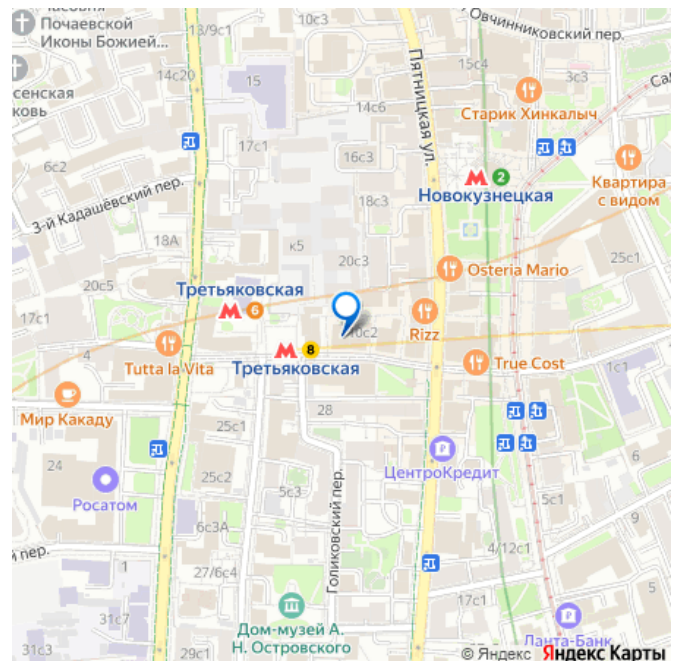 Почаевской
Иконы Божией...
13/9с1
Овчинниковский пер.
15с4
14с20
15
3с3
сенская
ковь
14с6
Пятницкая ул.
Старик Хинкалыч
17с1
16с3
6с2
М 2
Новокузнецкая
Квартира
с видом
3-й Кадашёвский пер.
18с3
18А
к5
20с3
25с1
Osteria Mario
20с5
Третьяковская
М 6
17с1
Rizz
10с2
М 8
Третьяковская
Tutta la Vita
True Cost
Мир Какаду
28
25с1
24
25с2
ЦентроКредит
Росатом
5с3
5с1
6с3А
Голиковский пер.
9
й пер.
4/12с1
27/6с4
5
33с1
17с1
Дом-музей А.
Н. Островского
Ланта-Банк
31с3
31с7
29с1
© Яндекс Яндекс Карты